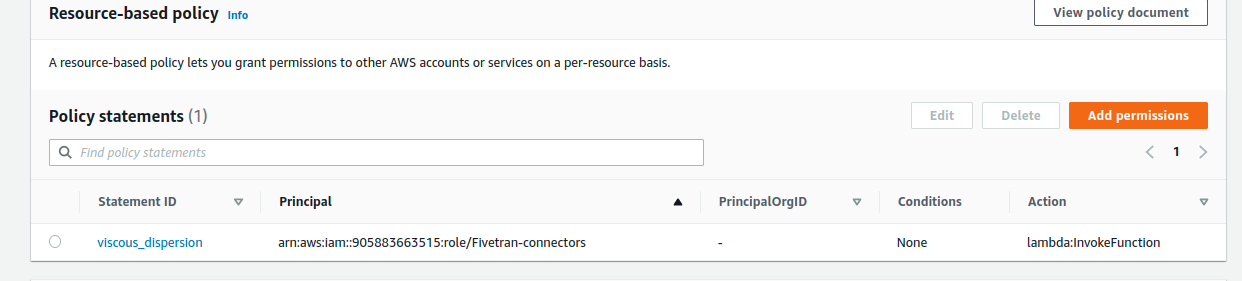 Resource-based policy Info
View policy document
A resource-based policy lets you grant permissions to other AWS accounts or services on a per-resource basis.
Policy statements (1)
Edit
Delete
Add permissions
Find policy statements
1
Statement ID Principal PrincipalOrgID Conditions Action
viscous_dispersion arn:aws:iam::905883663515:role/Fivetran-connectors - None lambda:InvokeFunction